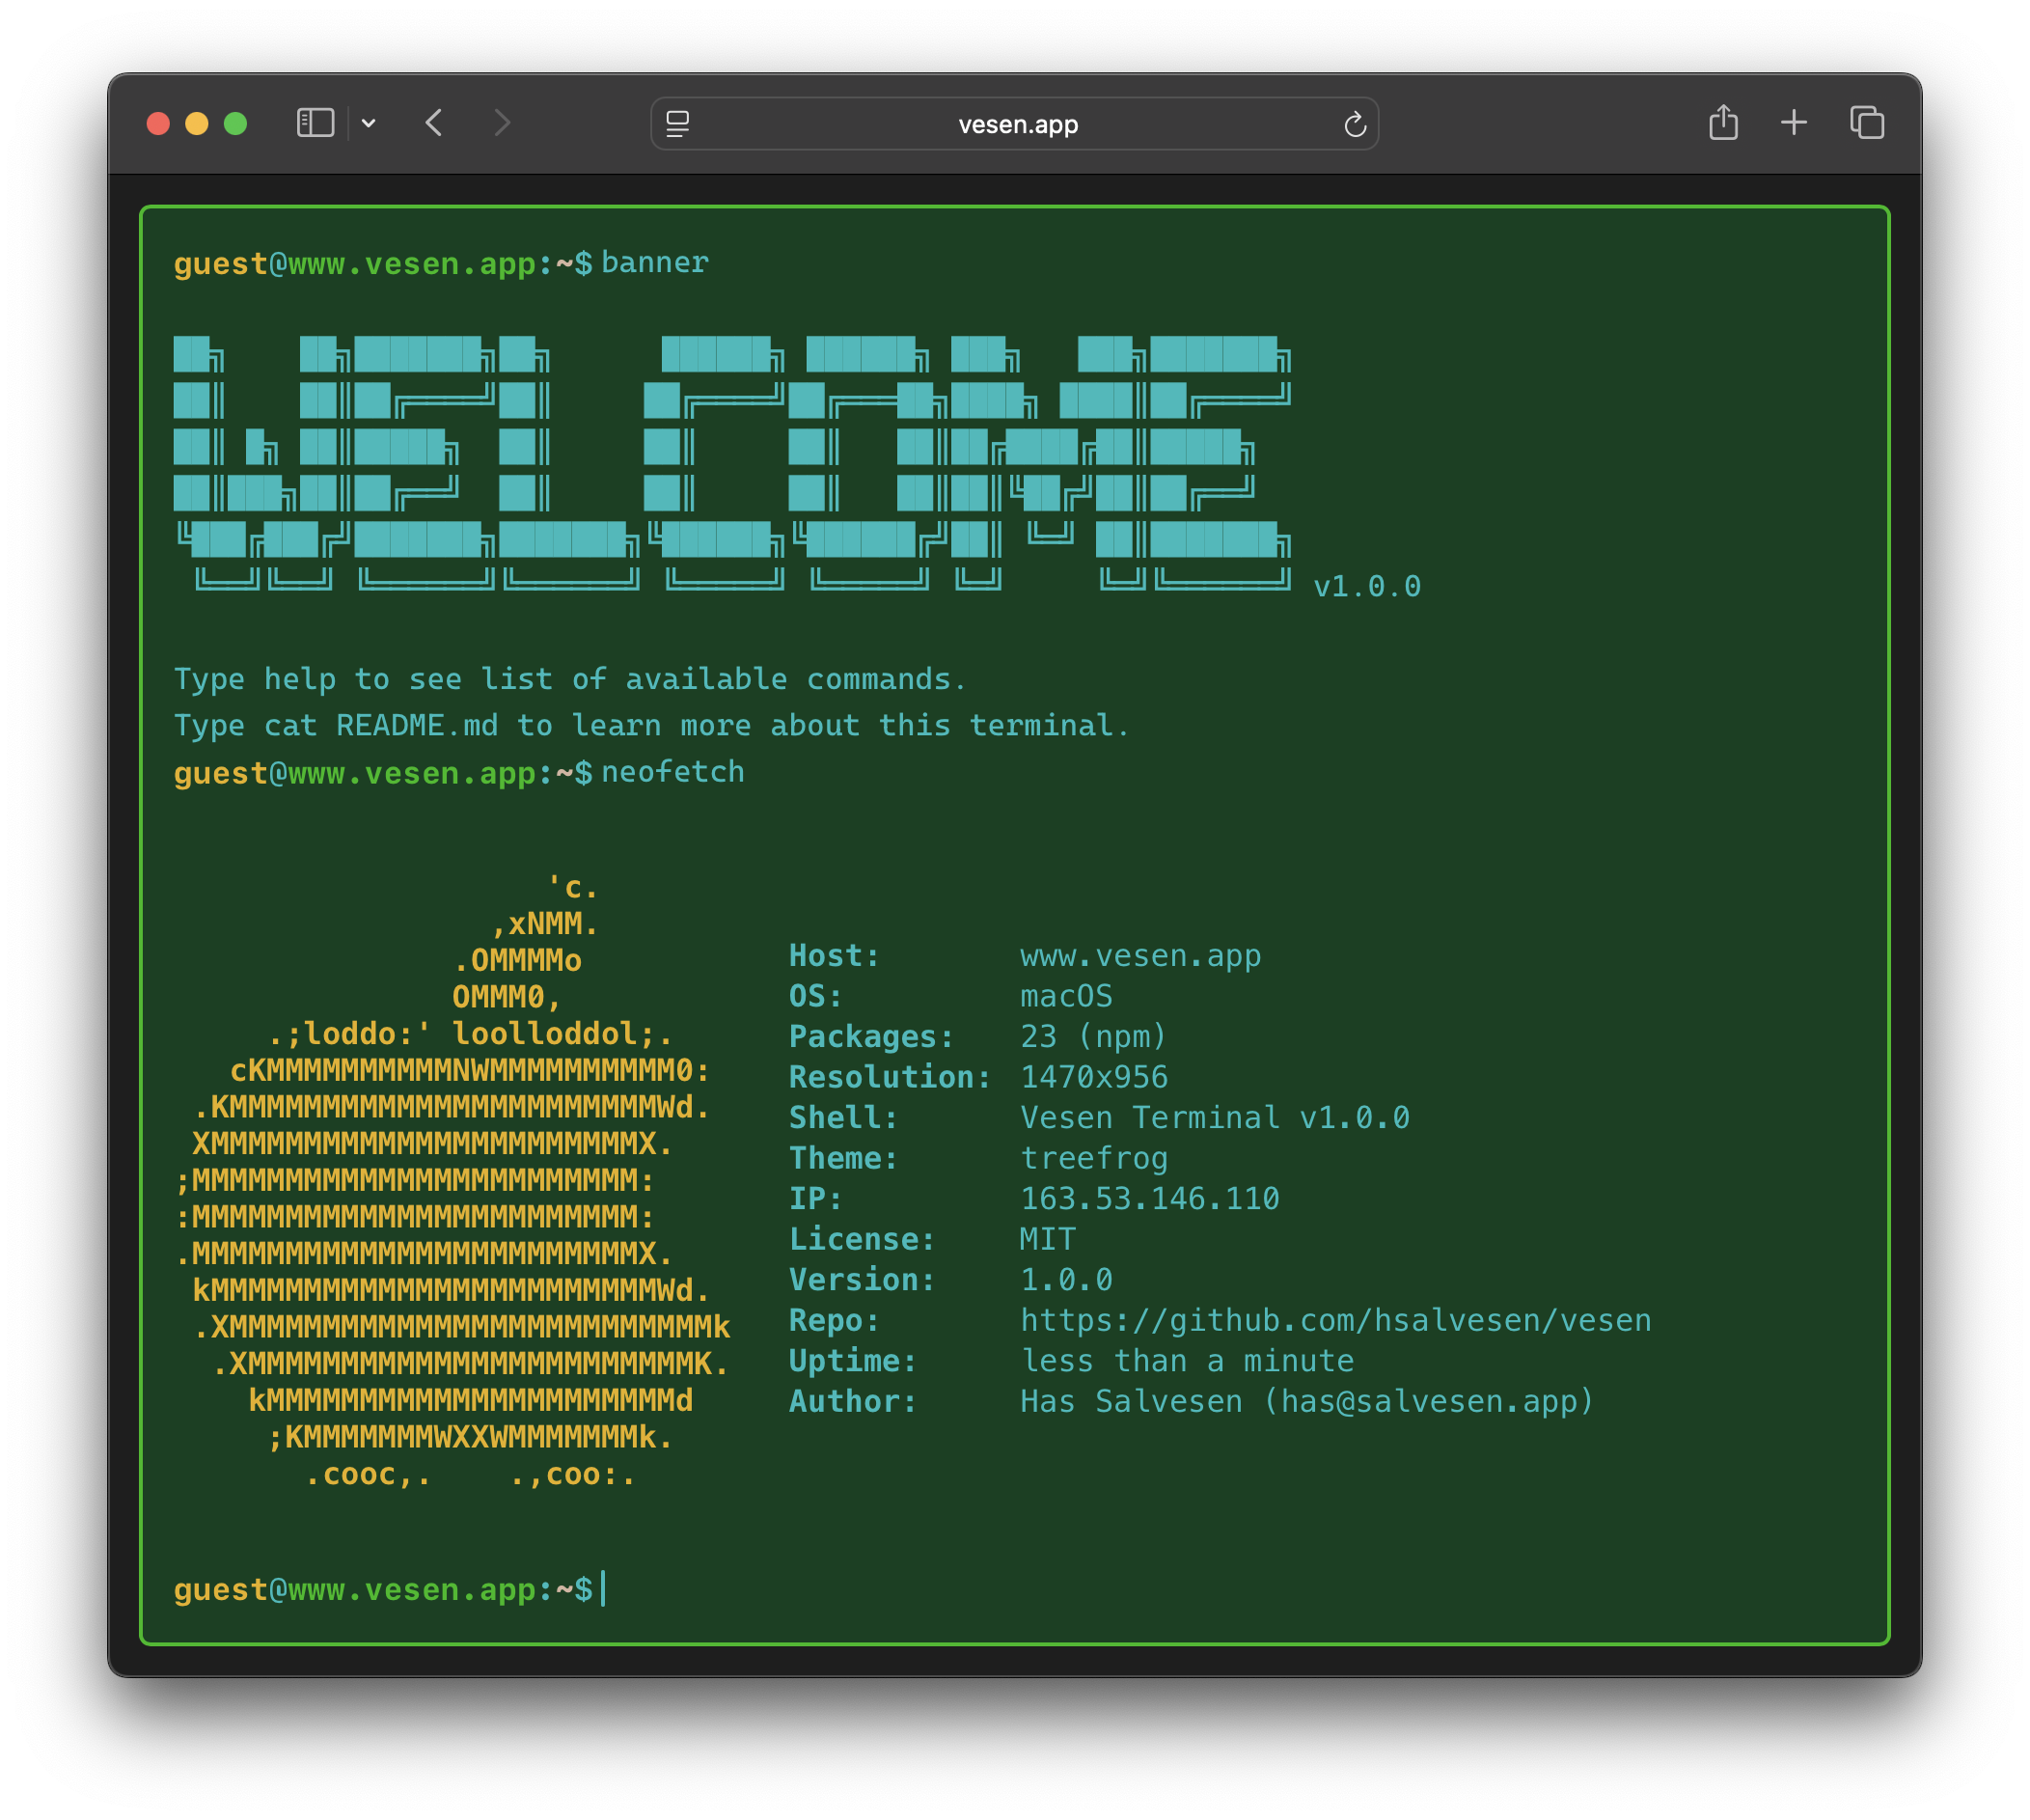 vesen.app
guest@www.vesen.app:~$ banner
WELCOME
v1.0.0
Type help to see list of available commands.
Type cat README.md to learn more about this terminal.
guest@www.vesen.app:~$ neofetch
'c.
,xNMM.
.OMMMMo
OMMM0,
.;loddo:' loolloddol;.
cKMMMMMMMMMMNWMMMMMMMMMM0:
.KMMMMMMMMMMMMMMMMMMMMMMMWd.
XMMMMMMMMMMMMMMMMMMMMMMMX.
;MMMMMMMMMMMMMMMMMMMMMMMM:
:MMMMMMMMMMMMMMMMMMMMMMMM:
.MMMMMMMMMMMMMMMMMMMMMMMMX.
kMMMMMMMMMMMMMMMMMMMMMMMMWd.
.XMMMMMMMMMMMMMMMMMMMMMMMMMMk
.XMMMMMMMMMMMMMMMMMMMMMMMMK.
kMMMMMMMMMMMMMMMMMMMMMMd
;KMMMMMMMWXXWMMMMMMMk.
.cooc,.    .,coo:.
Host: www.vesen.app
OS: macOS
Packages: 23 (npm)
Resolution: 1470x956
Shell: Vesen Terminal v1.0.0
Theme: treefrog
IP: 163.53.146.110
License: MIT
Version: 1.0.0
Repo: https://github.com/hsalvesen/vesen
Uptime: less than a minute
Author: Has Salvesen (has@salvesen.app)
guest@www.vesen.app:~$